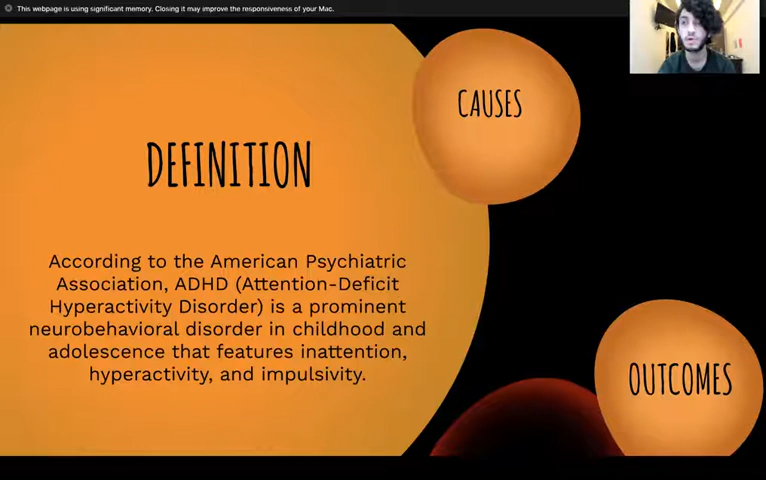 This webpage is using significant memory. Closing it may improve the responsiveness of your Mac.
CAUSES
DEFINITION
According to the American Psychiatric
Association, ADHD (Attention-Deficit
Hyperactivity Disorder) is a prominent
neurobehavioral disorder in childhood and
adolescence that features inattention,
hyperactivity, and impulsivity.
OUTCOMES